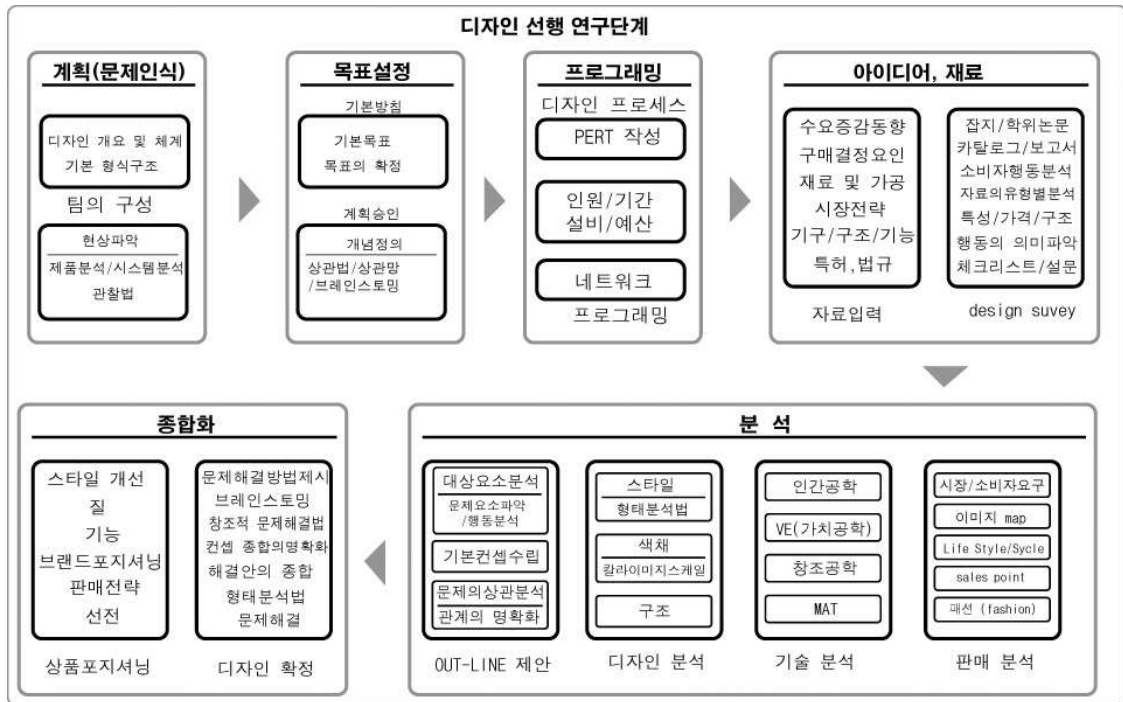 디자인 선행 연구단계
계획(문제인식)
디자인 개요 및 체계
기본 형식구조
팀의 구성
현상파악
제품분석/시스템분석
관찰법
목표설정
기본방침
기본목표
목표의 확정
계획승인
개념정의
상관법/상관망
/브레인스토밍
프로그래밍
디자인 프로세스
PERT 작성
인원/기간
설비/예산
네트워크
프로그래밍
아이디어, 재료
수요증감동향
구매결정요인
재료 및 가공
시장전략
기구/구조/기능
특허,법규
자료입력
잡지/학위논문
카탈로그/보고서
소비자행동분석
자료의유형별분석
특성/가격/구조
행동의 의미파악
체크리스트/설문
design suvey
종합화
스타일 개선
질
기능
브랜드포지셔닝
판매전략
선전
상품포지셔닝
문제해결방법제시
브레인스토밍
창조적 문제해결법
컨셉 종합의명확화
해결안의 종합
형태분석법
문제해결
디자인 확정
분 석
대상요소분석
문제요소파악
/행동분석
기본컨셉수립
문제의상관분석
관계의 명확화
OUT-LINE 제안
스타일
형태분석법
색채
칼라이미지스케일
구조
디자인 분석
인간공학
VE(가치공학)
창조공학
MAT
기술 분석
시장/소비자요구
이미지 map
Life Style/Sycle
sales point
패션 (fashion)
판매 분석